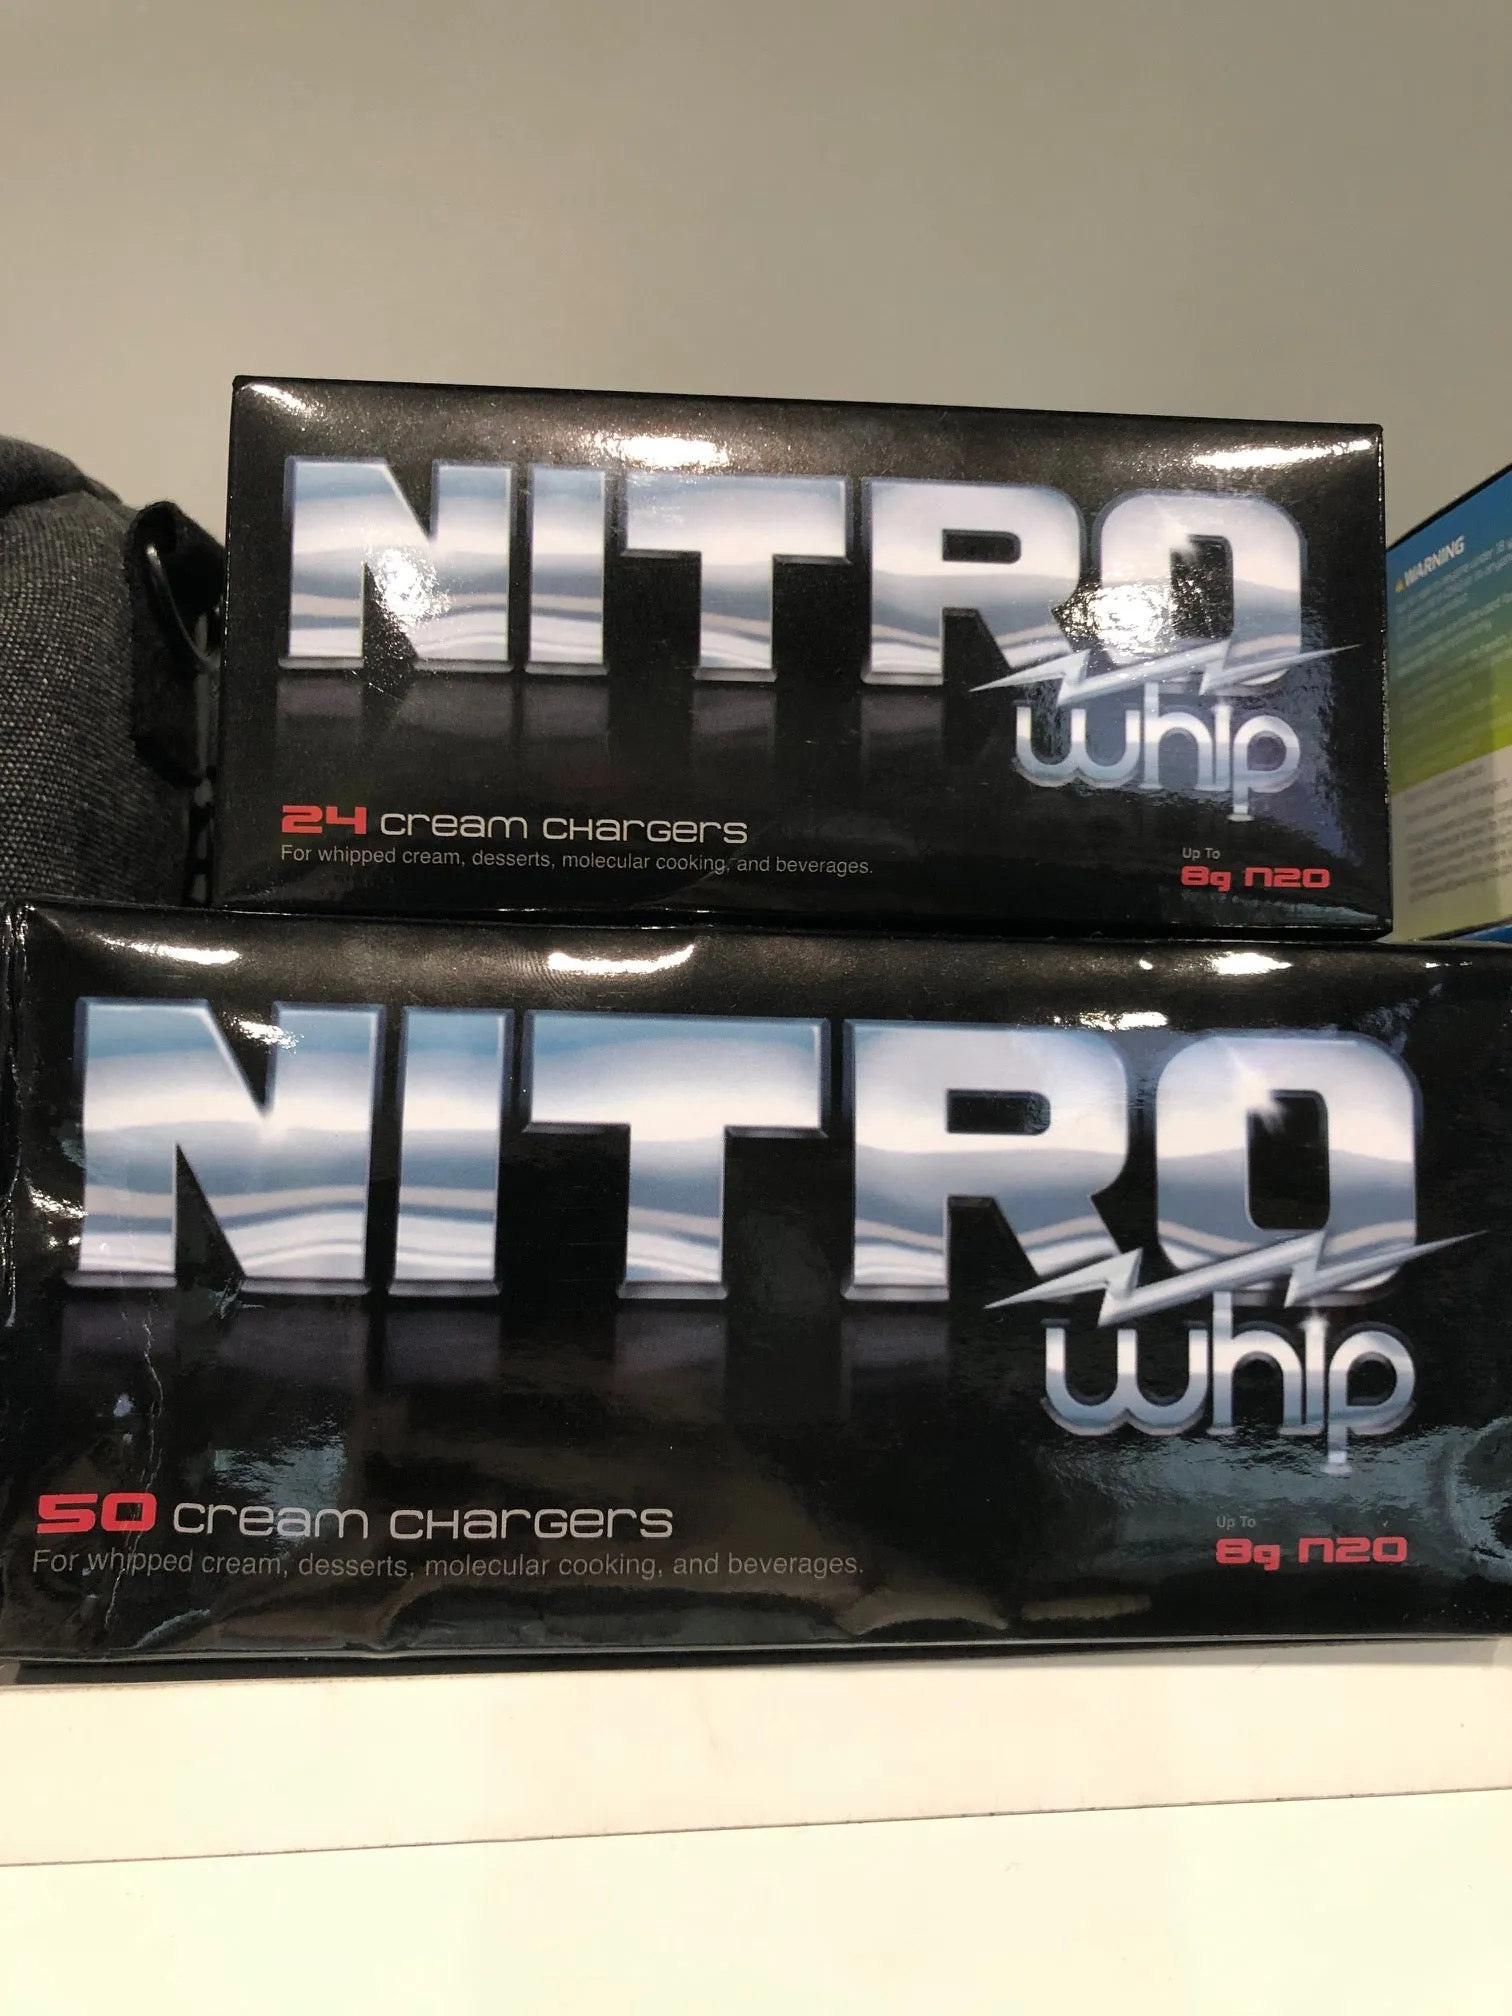 NITRO
whip
24 cream chargers
For whipped cream, desserts, molecular cooking, and beverages.
Up To
8g n2o
WARNING
NITRO
whip
50 cream chargers
For whipped cream, desserts, molecular cooking, and beverages.
Up To
8g n2o